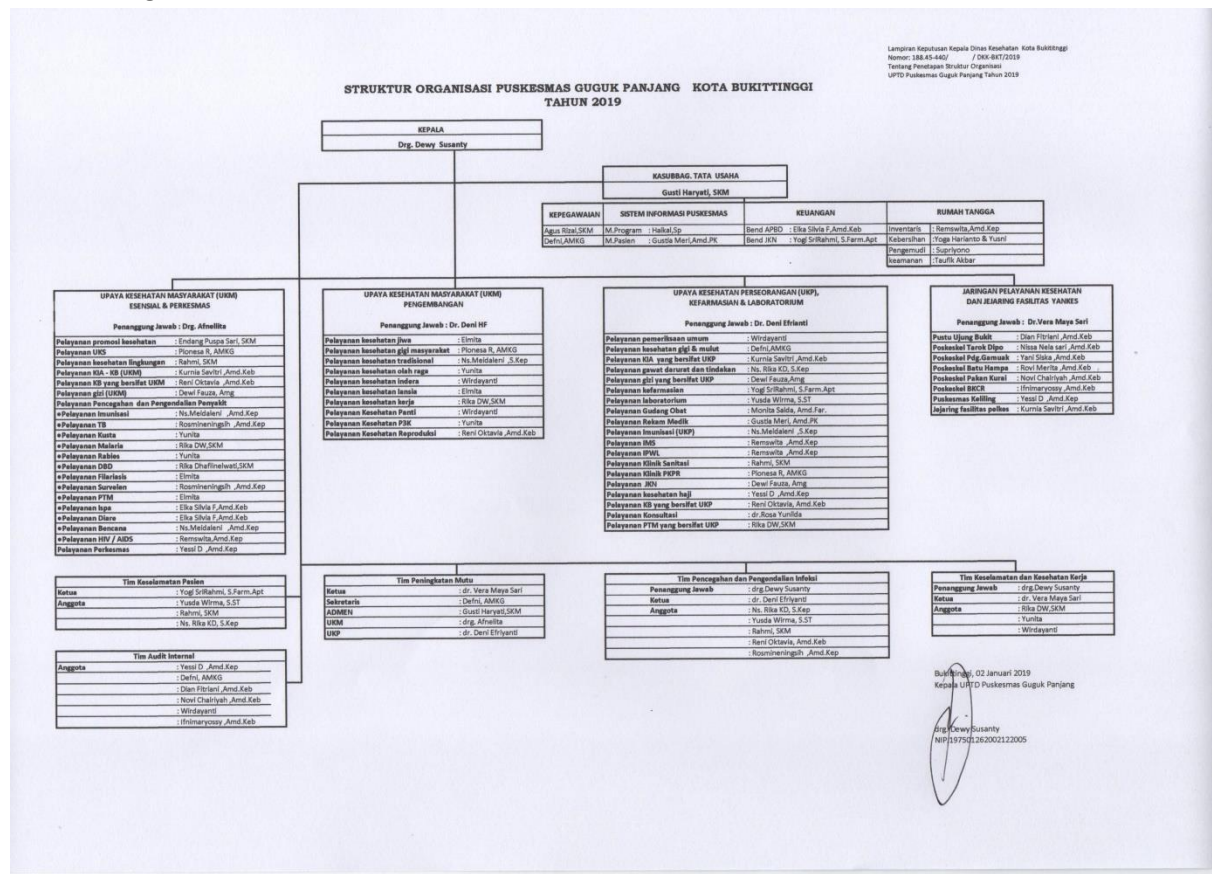 Lampiran Keputusan Kepala Dinas Kesehatan Kota Bukititnggi
Nomor: 188.45-440/ / DKK-BKT/2019
Tentang Penetapan Struktur Organisasi
UPTD Puskesmas Guguk Panjang Tahun 2019
STRUKTUR ORGANISASI PUSKESMAS GUGUK PANJANG KOTA BUKITTINGGI
TAHUN 2019
KEPALA
Drg. Dewy Susanty
KASUBBAG. TATA USAHA
Gusti Haryati, SKM
KEPEGAWAIAN
Agus Rizal,SKM
Defni,AMKG
SISTEM INFORMASI PUSKESMAS
M.Program : Haikal,Sp
M.Pasien : Gustia Meri,Amd.PK
KEUANGAN
Bend APBD : Elka Silvia F,Amd.Keb
Bend JKN : Yogi SriRahmi, S.Farm.Apt
RUMAH TANGGA
Inventaris : Remswita,Amd.Kep
Kebersihan :Yoga Harianto & Yusni
Pengemudi : Supriyono
keamanan :Taufik Akbar
UPAYA KESEHATAN MASYARAKAT (UKM)
ESENSIAL & PERKESMAS
Penanggung Jawab : Drg. Afnellita
Pelayanan promosi kesehatan : Endang Puspa Sari, SKM
Pelayanan UKS : Pionesa R, AMKG
Pelayanan kesehatan lingkungan : Rahmi, SKM
Pelayanan KIA - KB (UKM) : Kurnia Savitri ,Amd.Keb
Pelayanan KB yang bersifat UKM : Reni Oktavia ,Amd.Keb
Pelayanan gizi (UKM) : Dewi Fauza, Amg
Pelayanan Pencegahan dan Pengendalian Penyakit
•Pelayanan Imunisasi : Ns.Meidaleni ,Amd.Kep
•Pelayanan TB : Rosmineningsih ,Amd.Kep
•Pelayanan Kusta : Yunita
•Pelayanan Malaria : Rika DW,SKM
•Pelayanan Rabies : Yunita
•Pelayanan DBD : Rika Dhaflinelwati,SKM
•Pelayanan Filariasis : Elmita
•Pelayanan Surveilen : Rosmineningsih ,Amd.Kep
•Pelayanan PTM : Elmita
•Pelayanan Ispa : Elka Silvia F,Amd.Keb
•Pelayanan Diare : Elka Silvia F,Amd.Keb
•Pelayanan Bencana : Ns.Meidaleni ,Amd.Kep
•Pelayanan HIV / AIDS : Remswita,Amd.Kep
Pelayanan Perkesmas : Yessi D ,Amd.Kep
UPAYA KESEHATAN MASYARAKAT (UKM)
PENGEMBANGAN
Penanggung Jawab : Dr. Deni HF
Pelayanan kesehatan jiwa : Elmita
Pelayanan kesehatan gigi masyarakat : Pionesa R, AMKG
Pelayanan kesehatan tradisional : Ns.Meidaleni ,S.Kep
Pelayanan kesehatan olah raga : Yunita
Pelayanan kesehatan indera : Wirdayanti
Pelayanan kesehatan lansia : Elmita
Pelayanan kesehatan kerja : Rika DW,SKM
Pelayanan Kesehatan Panti : Wirdayanti
Pelayanan Kesehatan P3K : Yunita
Pelayanan Kesehatan Reproduksi : Reni Oktavia ,Amd.Keb
UPAYA KESEHATAN PERSEORANGAN (UKP),
KEFARMASIAN & LABORATORIUM
Penanggung Jawab : Dr. Deni Efrianti
Pelayanan pemeriksaan umum : Wirdayanti
Pelayanan kesehatan gigi & mulut : Defni,AMKG
Pelayanan KIA yang bersifat UKP : Kurnia Savitri ,Amd.Keb
Pelayanan gawat darurat dan tindakan : Ns. Rika KD, S.Kep
Pelayanan gizi yang bersifat UKP : Dewi Fauza,Amg
Pelayanan kefarmasian : Yogi SriRahmi, S.Farm.Apt
Pelayanan laboratorium : Yusda Wirma, S.ST
Pelayanan Gudang Obat : Monita Saida, Amd.Far.
Pelayanan Rekam Medik : Gustia Meri, Amd.PK
Pelayanan Imunisasi (UKP) : Ns.Meidaleni ,S.Kep
Pelayanan IMS : Remswita ,Amd.Kep
Pelayanan IPWL : Remswita ,Amd.Kep
Pelayanan Klinik Sanitasi : Rahmi, SKM
Pelayanan Klinik PKPR : Pionesa R, AMKG
Pelayanan JKN : Dewi Fauza, Amg
Pelayanan kesehatan haji : Yessi D ,Amd.Kep
Pelayanan KB yang bersifat UKP : Reni Oktavia, Amd.Keb
Pelayanan Konsultasi : dr.Rosa Yunilda
Pelayanan PTM yang bersifat UKP : Rika DW,SKM
JARINGAN PELAYANAN KESEHATAN
DAN JEJARING FASILITAS YANKES
Penanggung Jawab : Dr.Vera Maya Sari
Pustu Ujung Bukit : Dian Fitriani ,Amd.Keb
Poskeskel Tarok Dipo : Nissa Nela sari ,Amd.Keb
Poskeskel Pdg.Gamuak : Yani Siska ,Amd.Keb
Poskeskel Batu Hampa : Rovi Merita ,Amd.Keb
Poskeskel Pakan Kurai : Novi Chairiyah ,Amd.Keb
Poskeskel BKCR : Ifnimaryossy ,Amd.Keb
Puskesmas Keliling : Yessi D ,Amd.Kep
Jejaring fasilitas pelkes : Kurnia Savitri ,Amd.Keb
Tim Keselamatan Pasien
Ketua : Yogi SriRahmi, S.Farm.Apt
Anggota : Yusda Wirma, S.ST
: Rahmi, SKM
: Ns. Rika KD, S.Kep
Tim Peningkatan Mutu
Ketua : dr. Vera Maya Sari
Sekretaris : Defni, AMKG
ADMEN : Gusti Haryati,SKM
UKM : drg. Afnelita
UKP : dr. Deni Efriyanti
Tim Pencegahan dan Pengendalian Infeksi
Penanggung Jawab : drg.Dewy Susanty
Ketua : dr. Deni Efriyanti
Anggota : Ns. Rika KD, S.Kep
: Yusda Wirma, S.ST
: Rahmi, SKM
: Reni Oktavia, Amd.Keb
: Rosmineningsih ,Amd.Kep
Tim Keselamatan dan Kesehatan Kerja
Penanggung Jawab : drg.Dewy Susanty
Ketua : dr. Vera Maya Sari
Anggota : Rika DW,SKM
: Yunita
: Wirdayanti
Tim Audit Internal
Anggota : Yessi D ,Amd.Kep
: Defni, AMKG
: Dian Fitriani ,Amd.Keb
: Novi Chairiyah ,Amd.Keb
: Wirdayanti
: Ifnimaryossy ,Amd.Keb
Bukittinggi, 02 Januari 2019
Kepala UPTD Puskesmas Guguk Panjang
drg. Dewy Susanty
NIP.197501262002122005